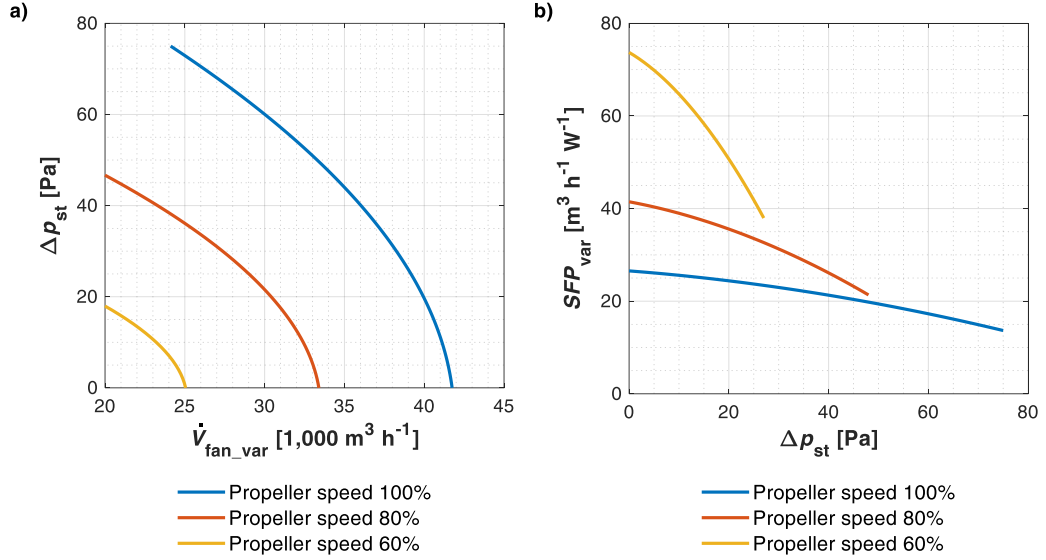 a)
80
60
40
20
0
Δp_st [Pa]
20 25 30 35 40 45
V̇_fan_var [1,000 m³ h⁻¹]
Propeller speed 100%
Propeller speed 80%
Propeller speed 60%
b)
80
60
40
20
0
SFP_var [m³ h⁻¹ W⁻¹]
0 20 40 60 80
Δp_st [Pa]
Propeller speed 100%
Propeller speed 80%
Propeller speed 60%